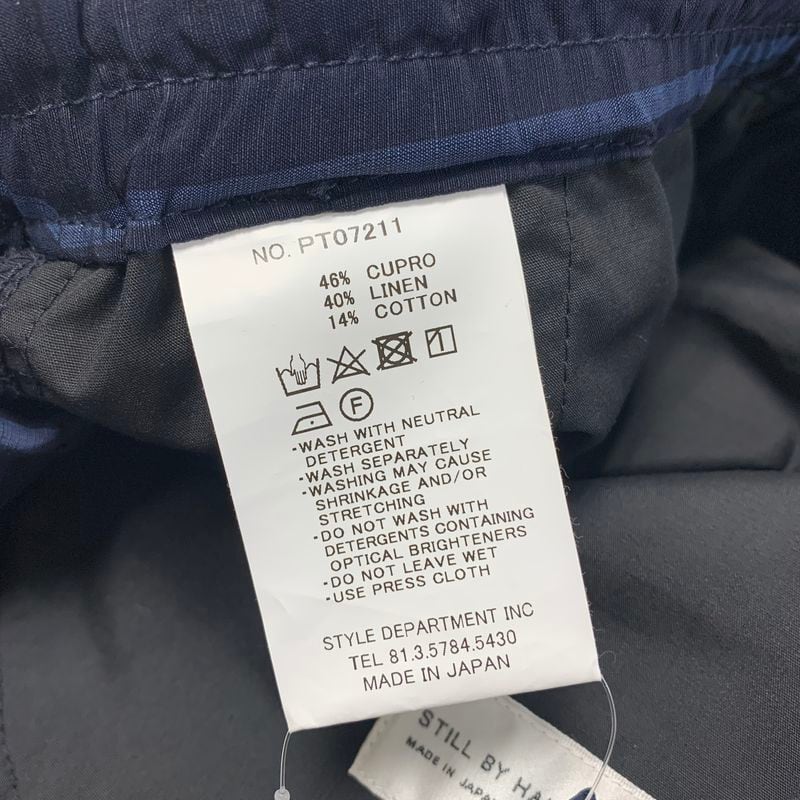 NO. PT07211
46% CUPRO
40% LINEN
14% COTTON
F
-WASH WITH NEUTRAL
DETERGENT
-WASH SEPARATELY
-WASHING MAY CAUSE
SHRINKAGE AND/OR
STRETCHING
-DO NOT WASH WITH
DETERGENTS CONTAINING
OPTICAL BRIGHTENERS
-DO NOT LEAVE WET
-USE PRESS CLOTH
STYLE DEPARTMENT INC
TEL 81.3.5784.5430
MADE IN JAPAN
STILL BY HA
MADE IN JAPAN